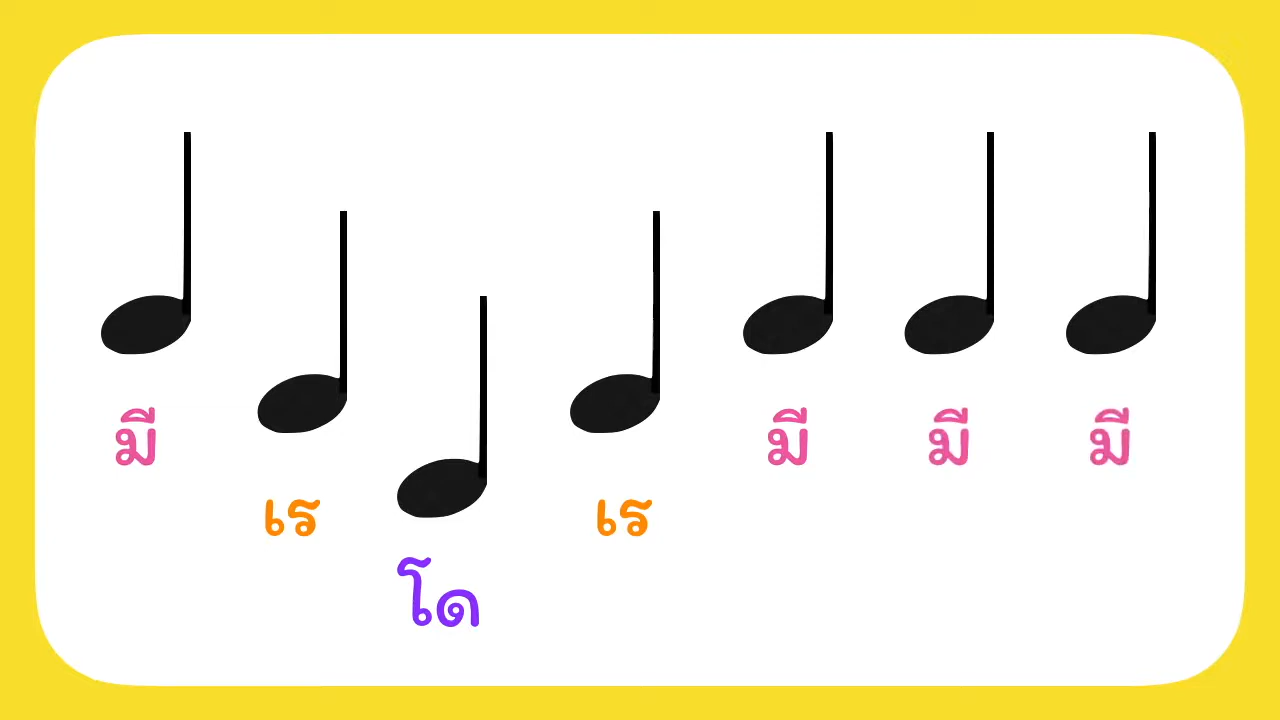 มี เร โด เร มี มี มี